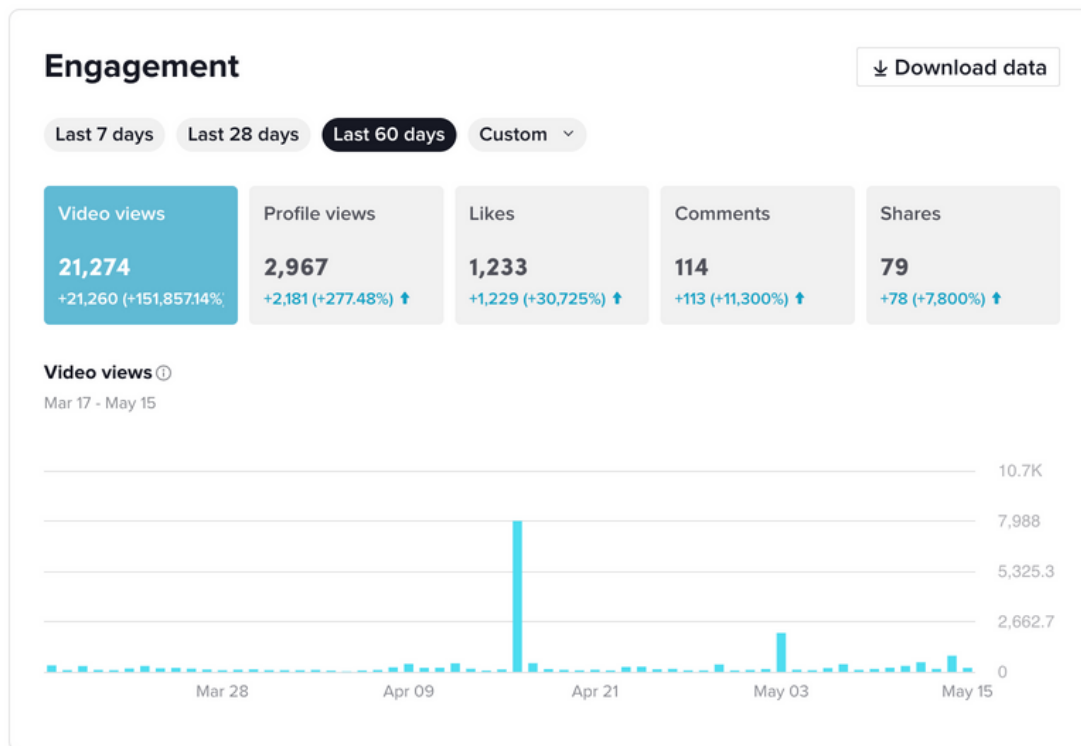 Engagement
Download data
Last 7 days Last 28 days Last 60 days Custom
Video views Profile views Likes Comments Shares
21,274 2,967 1,233 114 79
+21,260 (+151,857.14% +2,181 (+277.48%) +1,229 (+30,725%) +113 (+11,300%) +78 (+7,800%)
Video views
Mar 17 - May 15
10.7K
7,988
5,325.3
2,662.7
0
Mar 28 Apr 09 Apr 21 May 03 May 15